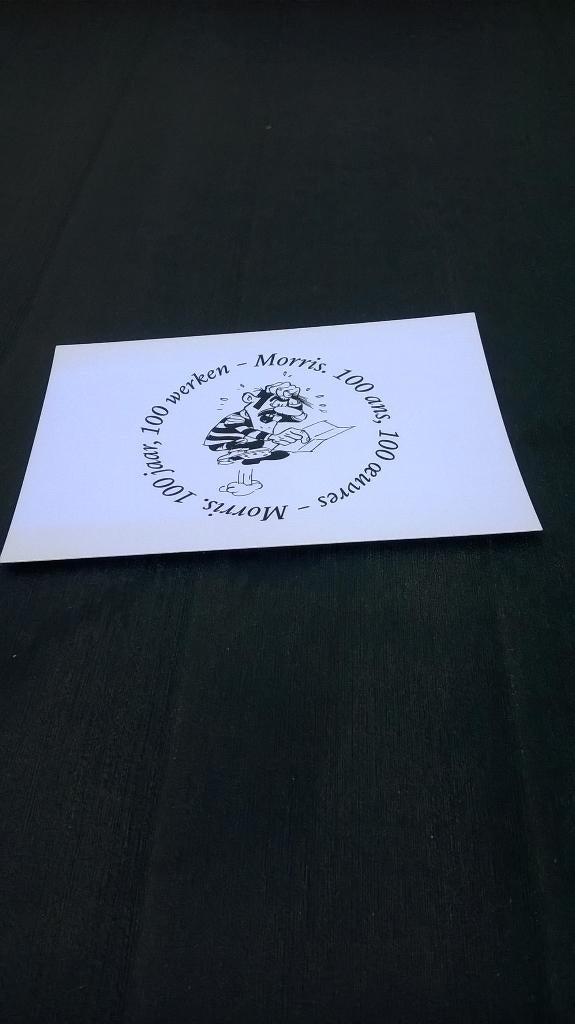 Morris. 100 ans, 100 œuvres – Morris. 100 jaar, 100 werken –